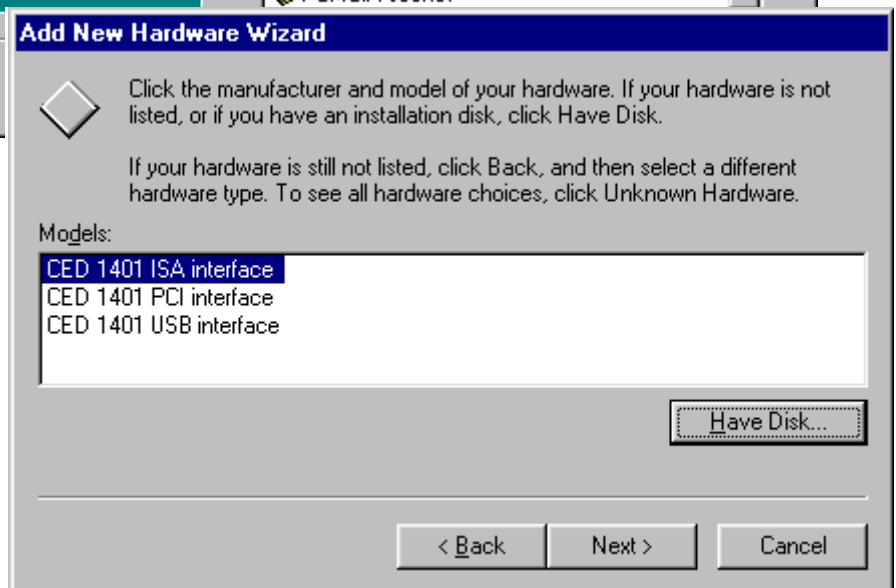 Add New Hardware Wizard
Click the manufacturer and model of your hardware. If your hardware is not
listed, or if you have an installation disk, click Have Disk.
If your hardware is still not listed, click Back, and then select a different
hardware type. To see all hardware choices, click Unknown Hardware.
Models:
CED 1401 ISA interface
CED 1401 PCI interface
CED 1401 USB interface
Have Disk...
< Back
Next >
Cancel